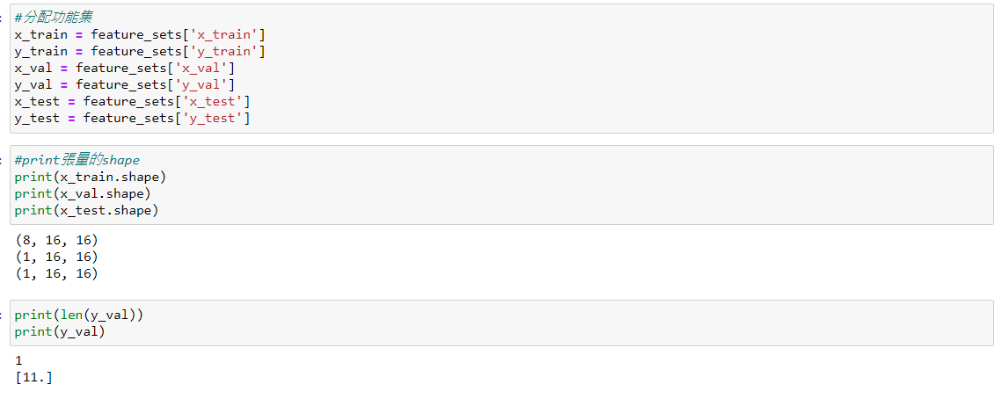 #分配功能集
x_train = feature_sets['x_train']
y_train = feature_sets['y_train']
x_val = feature_sets['x_val']
y_val = feature_sets['y_val']
x_test = feature_sets['x_test']
y_test = feature_sets['y_test']
#print張量的shape
print(x_train.shape)
print(x_val.shape)
print(x_test.shape)
(8, 16, 16)
(1, 16, 16)
(1, 16, 16)
print(len(y_val))
print(y_val)
1
[11.]